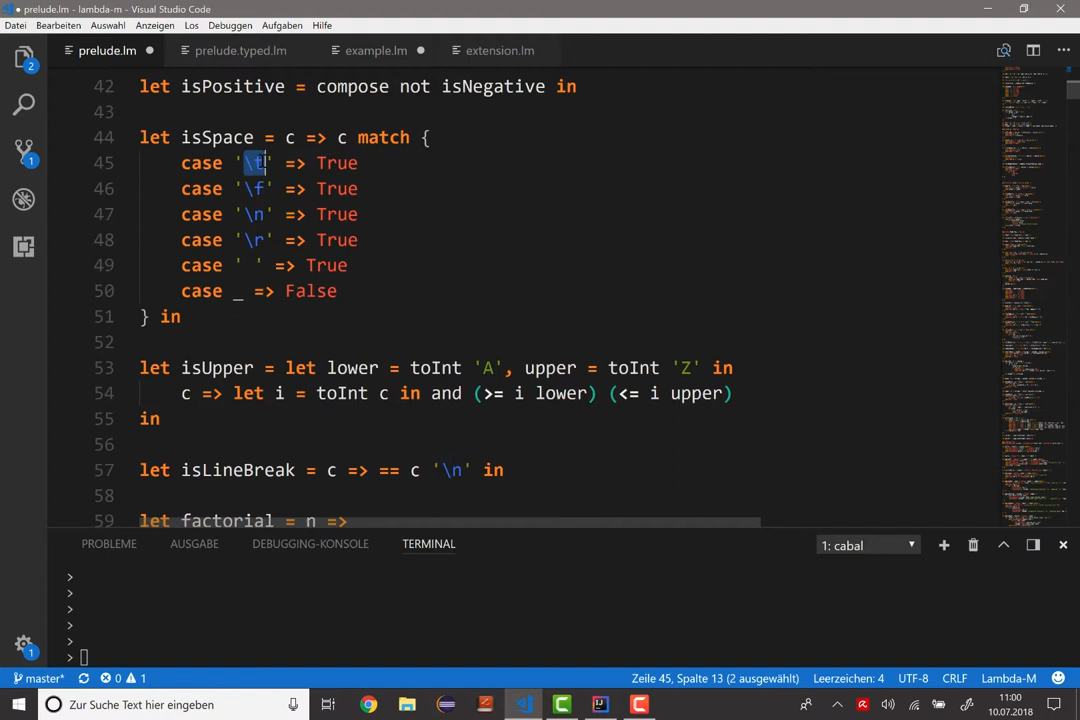 ● prelude.lm - lambda-m - Visual Studio Code
Datei Bearbeiten Auswahl Anzeigen Los Debuggen Aufgaben Hilfe
prelude.lm ● prelude.typed.lm example.lm ● extension.lm
42 let isPositive = compose not isNegative in
43
44 let isSpace = c => c match {
45 case '\t' => True
46 case '\f' => True
47 case '\n' => True
48 case '\r' => True
49 case ' ' => True
50 case _ => False
51 } in
52
53 let isUpper = let lower = toInt 'A', upper = toInt 'Z' in
54 c => let i = toInt c in and (>= i lower) (<= i upper)
55 in
56
57 let isLineBreak = c => == c '\n' in
58
59 let factorial = n =>
2
1
1
PROBLEME AUSGABE DEBUGGING-KONSOLE TERMINAL 1: cabal
>
>
>
>
>
>
master* 0 1 Zeile 45, Spalte 13 (2 ausgewählt) Leerzeichen: 4 UTF-8 CRLF Lambda-M
Zur Suche Text hier eingeben
11:00
10.07.2018